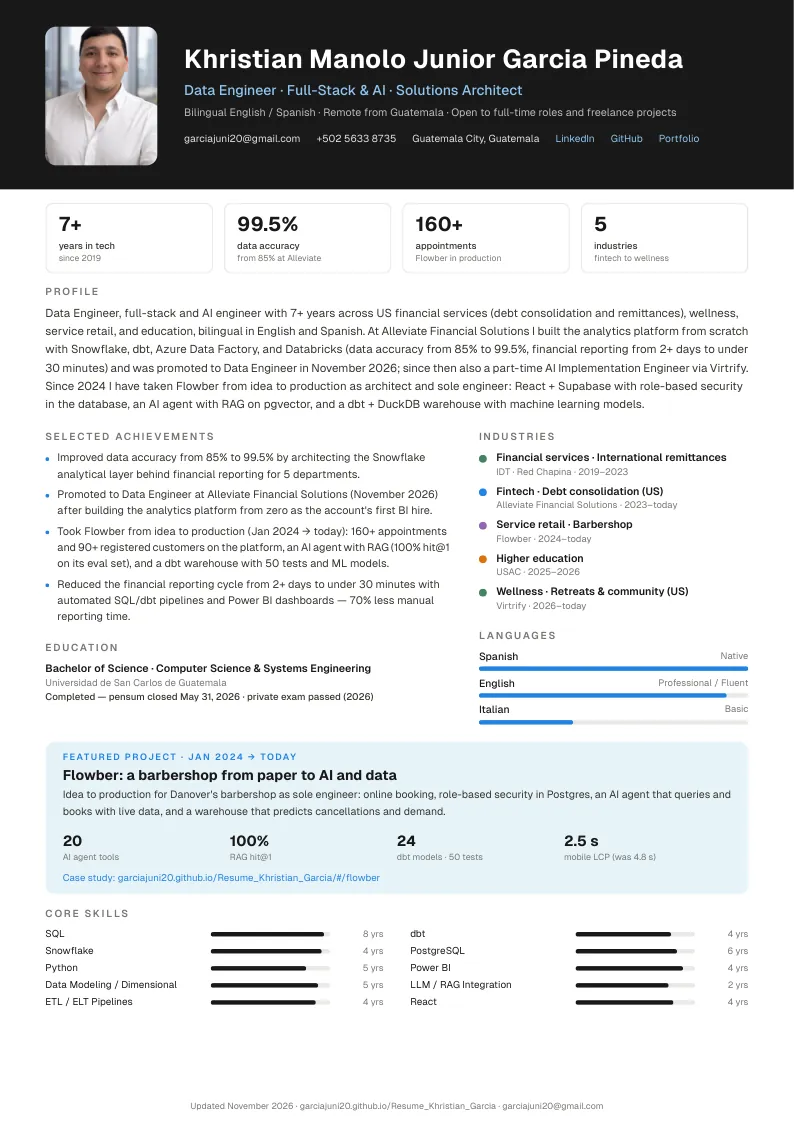 Khristian Manolo Junior Garcia Pineda
Data Engineer · Full-Stack & AI · Solutions Architect
Bilingual English / Spanish · Remote from Guatemala · Open to full-time roles and freelance projects
garciajuni20@gmail.com +502 5633 8735 Guatemala City, Guatemala LinkedIn GitHub Portfolio
7+
years in tech
since 2019
99.5%
data accuracy
from 85% at Alleviate
160+
appointments
Flowber in production
5
industries
fintech to wellness
PROFILE
Data Engineer, full-stack and AI engineer with 7+ years across US financial services (debt consolidation and remittances), wellness,
service retail, and education, bilingual in English and Spanish. At Alleviate Financial Solutions I built the analytics platform from scratch
with Snowflake, dbt, Azure Data Factory, and Databricks (data accuracy from 85% to 99.5%, financial reporting from 2+ days to under
30 minutes) and was promoted to Data Engineer in November 2026; since then also a part-time AI Implementation Engineer via Virtrify.
Since 2024 I have taken Flowber from idea to production as architect and sole engineer: React + Supabase with role-based security
in the database, an AI agent with RAG on pgvector, and a dbt + DuckDB warehouse with machine learning models.
SELECTED ACHIEVEMENTS
• Improved data accuracy from 85% to 99.5% by architecting the Snowflake
analytical layer behind financial reporting for 5 departments.
• Promoted to Data Engineer at Alleviate Financial Solutions (November 2026)
after building the analytics platform from zero as the account's first BI hire.
• Took Flowber from idea to production (Jan 2024 → today): 160+ appointments
and 90+ registered customers on the platform, an AI agent with RAG (100% hit@1
on its eval set), and a dbt warehouse with 50 tests and ML models.
• Reduced the financial reporting cycle from 2+ days to under 30 minutes with
automated SQL/dbt pipelines and Power BI dashboards — 70% less manual
reporting time.
EDUCATION
Bachelor of Science · Computer Science & Systems Engineering
Universidad de San Carlos de Guatemala
Completed — pensum closed May 31, 2026 · private exam passed (2026)
INDUSTRIES
Financial services · International remittances
IDT · Red Chapina · 2019–2023
Fintech · Debt consolidation (US)
Alleviate Financial Solutions · 2023–today
Service retail · Barbershop
Flowber · 2024–today
Higher education
USAC · 2025–2026
Wellness · Retreats & community (US)
Virtrify · 2026–today
LANGUAGES
Spanish Native
English Professional / Fluent
Italian Basic
FEATURED PROJECT · JAN 2024 → TODAY
Flowber: a barbershop from paper to AI and data
Idea to production for Danover's barbershop as sole engineer: online booking, role-based security in Postgres, an AI agent that queries and
books with live data, and a warehouse that predicts cancellations and demand.
20
AI agent tools
100%
RAG hit@1
24
dbt models · 50 tests
2.5 s
mobile LCP (was 4.8 s)
Case study: garciajuni20.github.io/Resume_Khristian_Garcia/#/flowber
CORE SKILLS
SQL 8 yrs
Snowflake 4 yrs
Python 5 yrs
Data Modeling / Dimensional 5 yrs
ETL / ELT Pipelines 4 yrs
dbt 4 yrs
PostgreSQL 6 yrs
Power BI 4 yrs
LLM / RAG Integration 2 yrs
React 4 yrs
Updated November 2026 · garciajuni20.github.io/Resume_Khristian_Garcia · garciajuni20@gmail.com